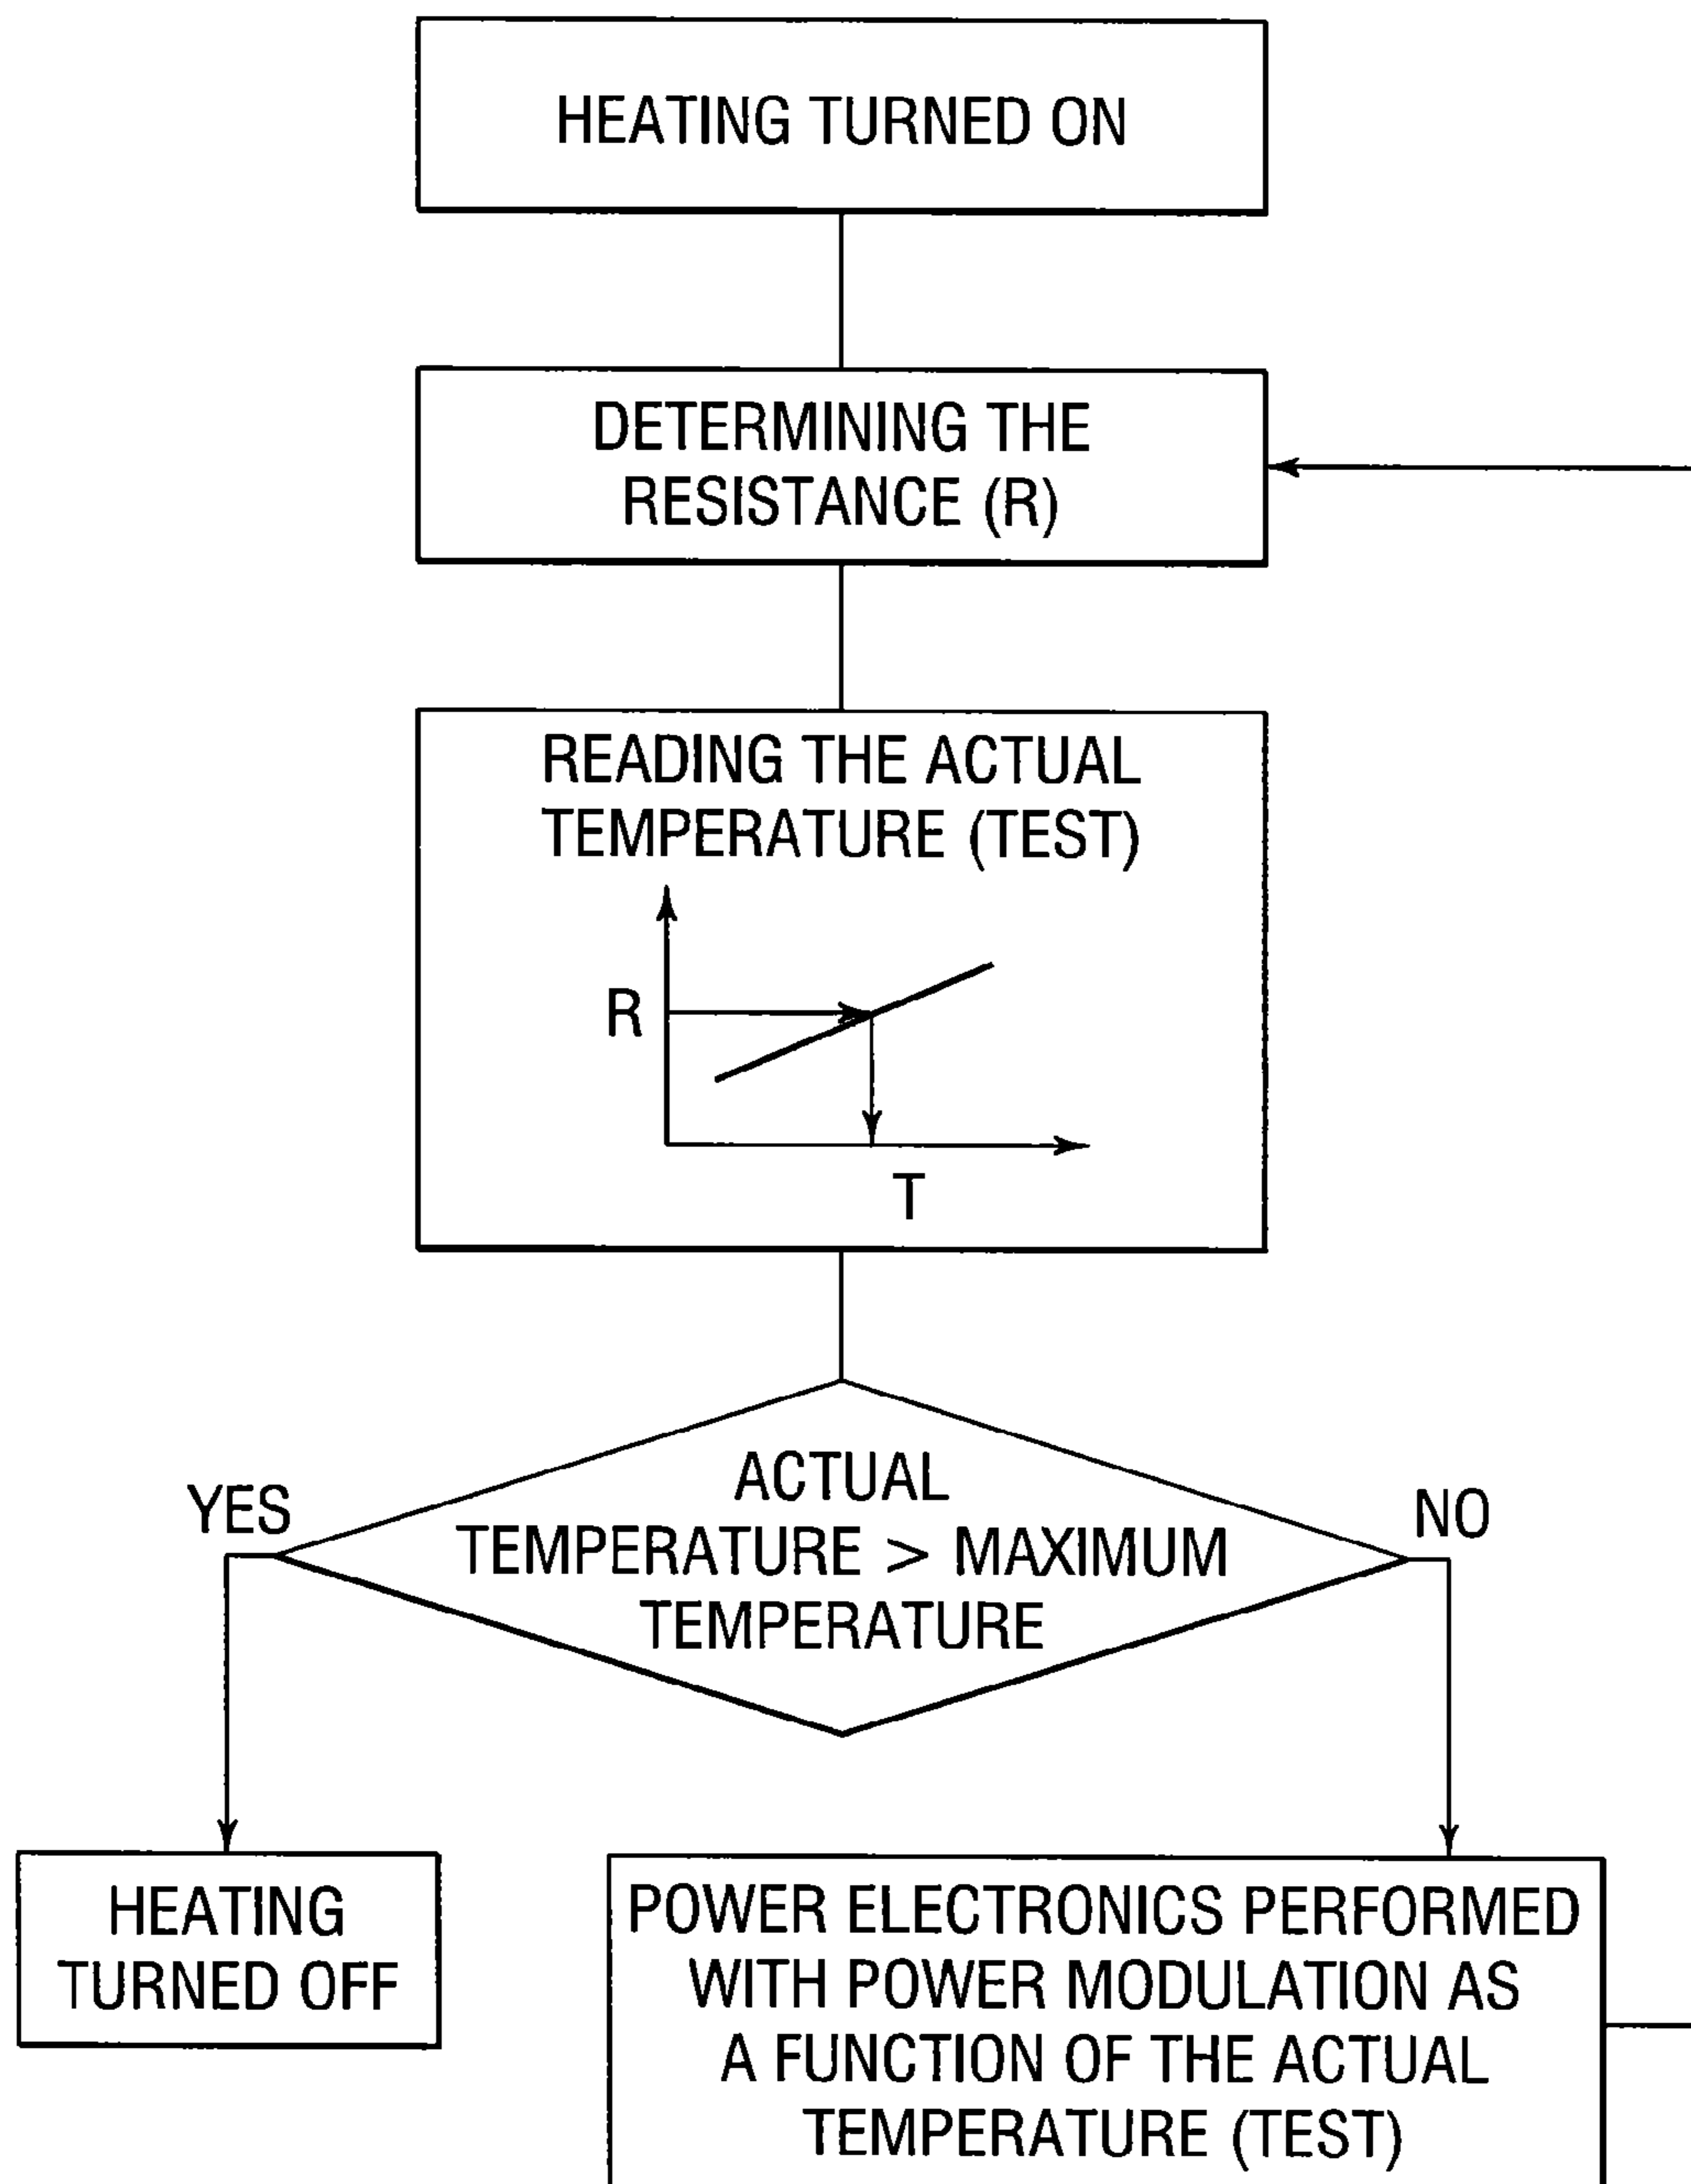 HEATING TURNED ON
DETERMINING THE
RESISTANCE (R)
READING THE ACTUAL
TEMPERATURE (TEST)
R
T
ACTUAL
TEMPERATURE > MAXIMUM
TEMPERATURE
YES
NO
HEATING
TURNED OFF
POWER ELECTRONICS PERFORMED
WITH POWER MODULATION AS
A FUNCTION OF THE ACTUAL
TEMPERATURE (TEST)